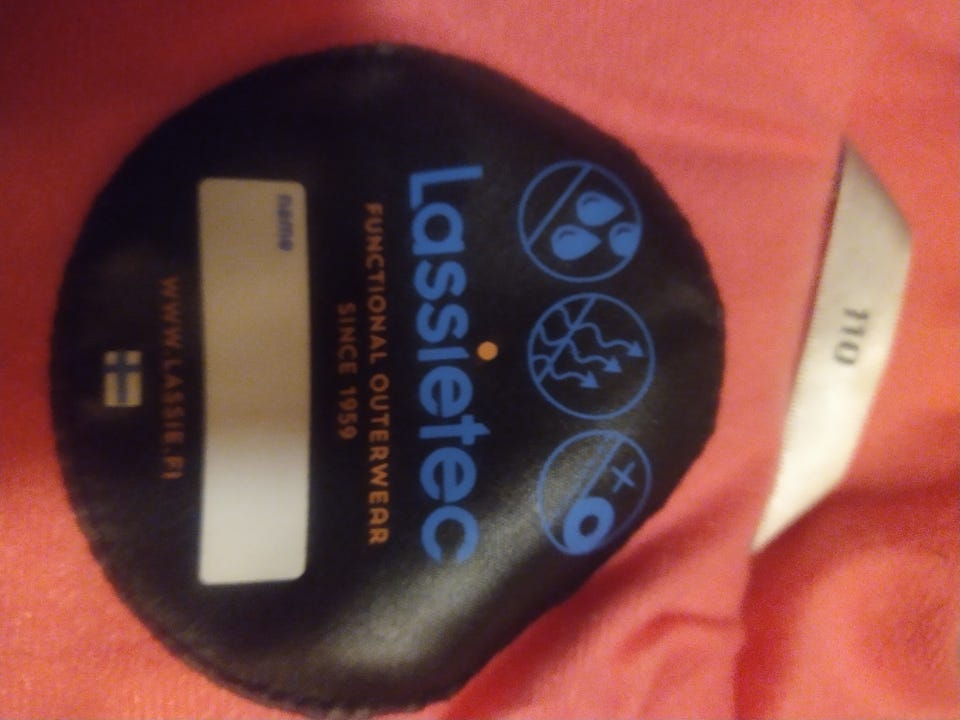 Lassietec
FUNCTIONAL OUTERWEAR
SINCE 1959
name
WWW.LASSIE.FI
110